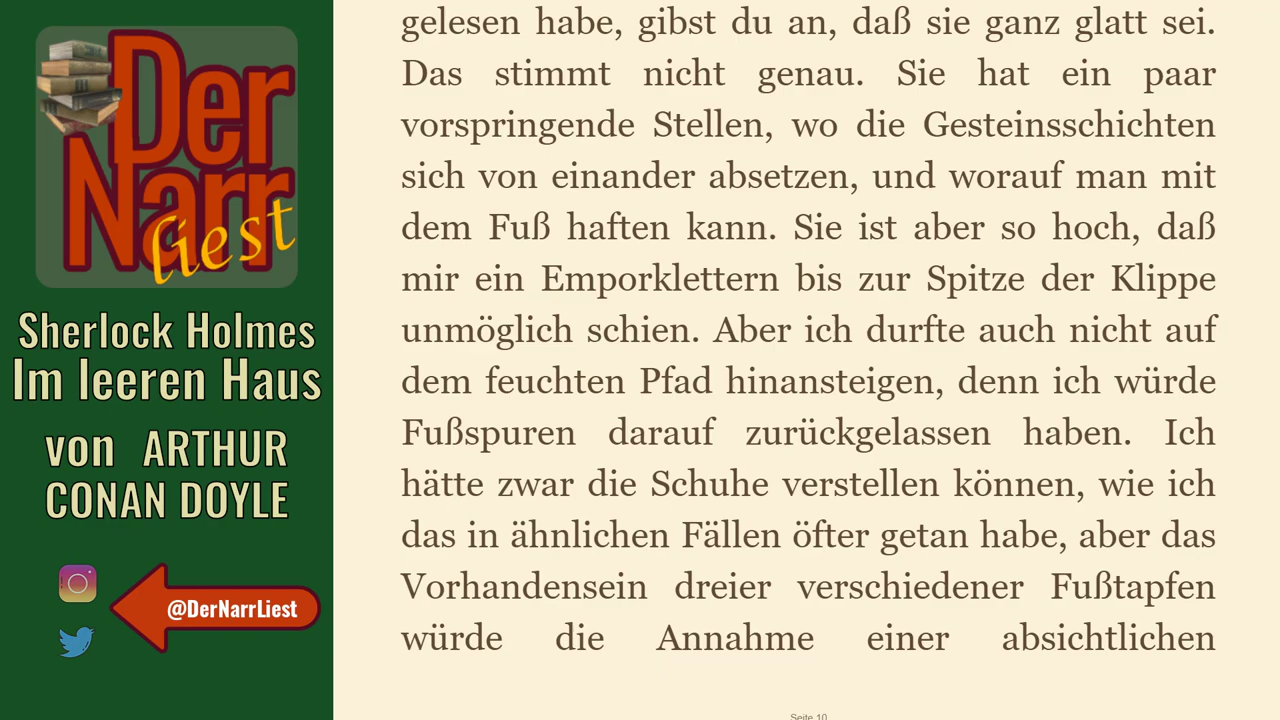 Der
Narr
liest
Sherlock Holmes
Im leeren Haus
von ARTHUR
CONAN DOYLE
@DerNarrLiest
gelesen habe, gibst du an, daß sie ganz glatt sei.
Das stimmt nicht genau. Sie hat ein paar
vorspringende Stellen, wo die Gesteinsschichten
sich von einander absetzen, und worauf man mit
dem Fuß haften kann. Sie ist aber so hoch, daß
mir ein Emporklettern bis zur Spitze der Klippe
unmöglich schien. Aber ich durfte auch nicht auf
dem feuchten Pfad hinansteigen, denn ich würde
Fußspuren darauf zurückgelassen haben. Ich
hätte zwar die Schuhe verstellen können, wie ich
das in ähnlichen Fällen öfter getan habe, aber das
Vorhandensein dreier verschiedener Fußtapfen
würde die Annahme einer absichtlichen
Seite 10